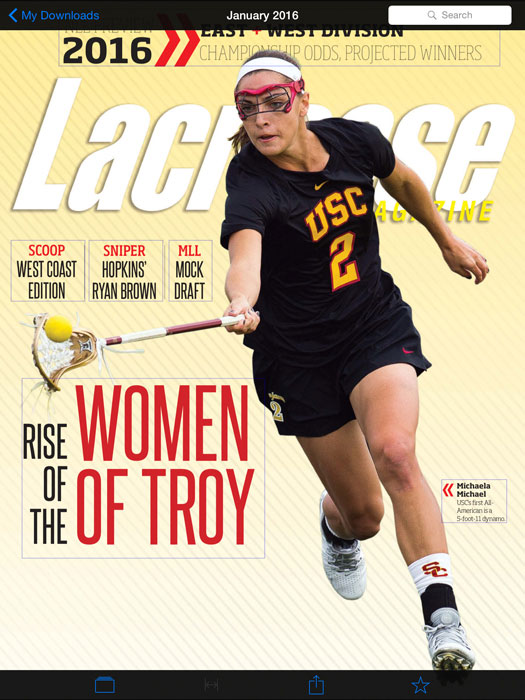 My Downloads
January 2016
Search
2016
EAST + WEST DIVISION
CHAMPIONSHIP ODDS, PROJECTED WINNERS
Lacrosse
MAGAZINE
SCOOP
WEST COAST
EDITION
SNIPER
HOPKINS'
RYAN BROWN
MLL
MOCK
DRAFT
USC
2
2
RISE
OF
THE
WOMEN
OF TROY
Michaela
Michael
USC's first All-
American is a
5-foot-11 dynamo.
SC